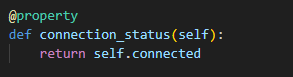 @property
def connection_status(self):
    return self.connected